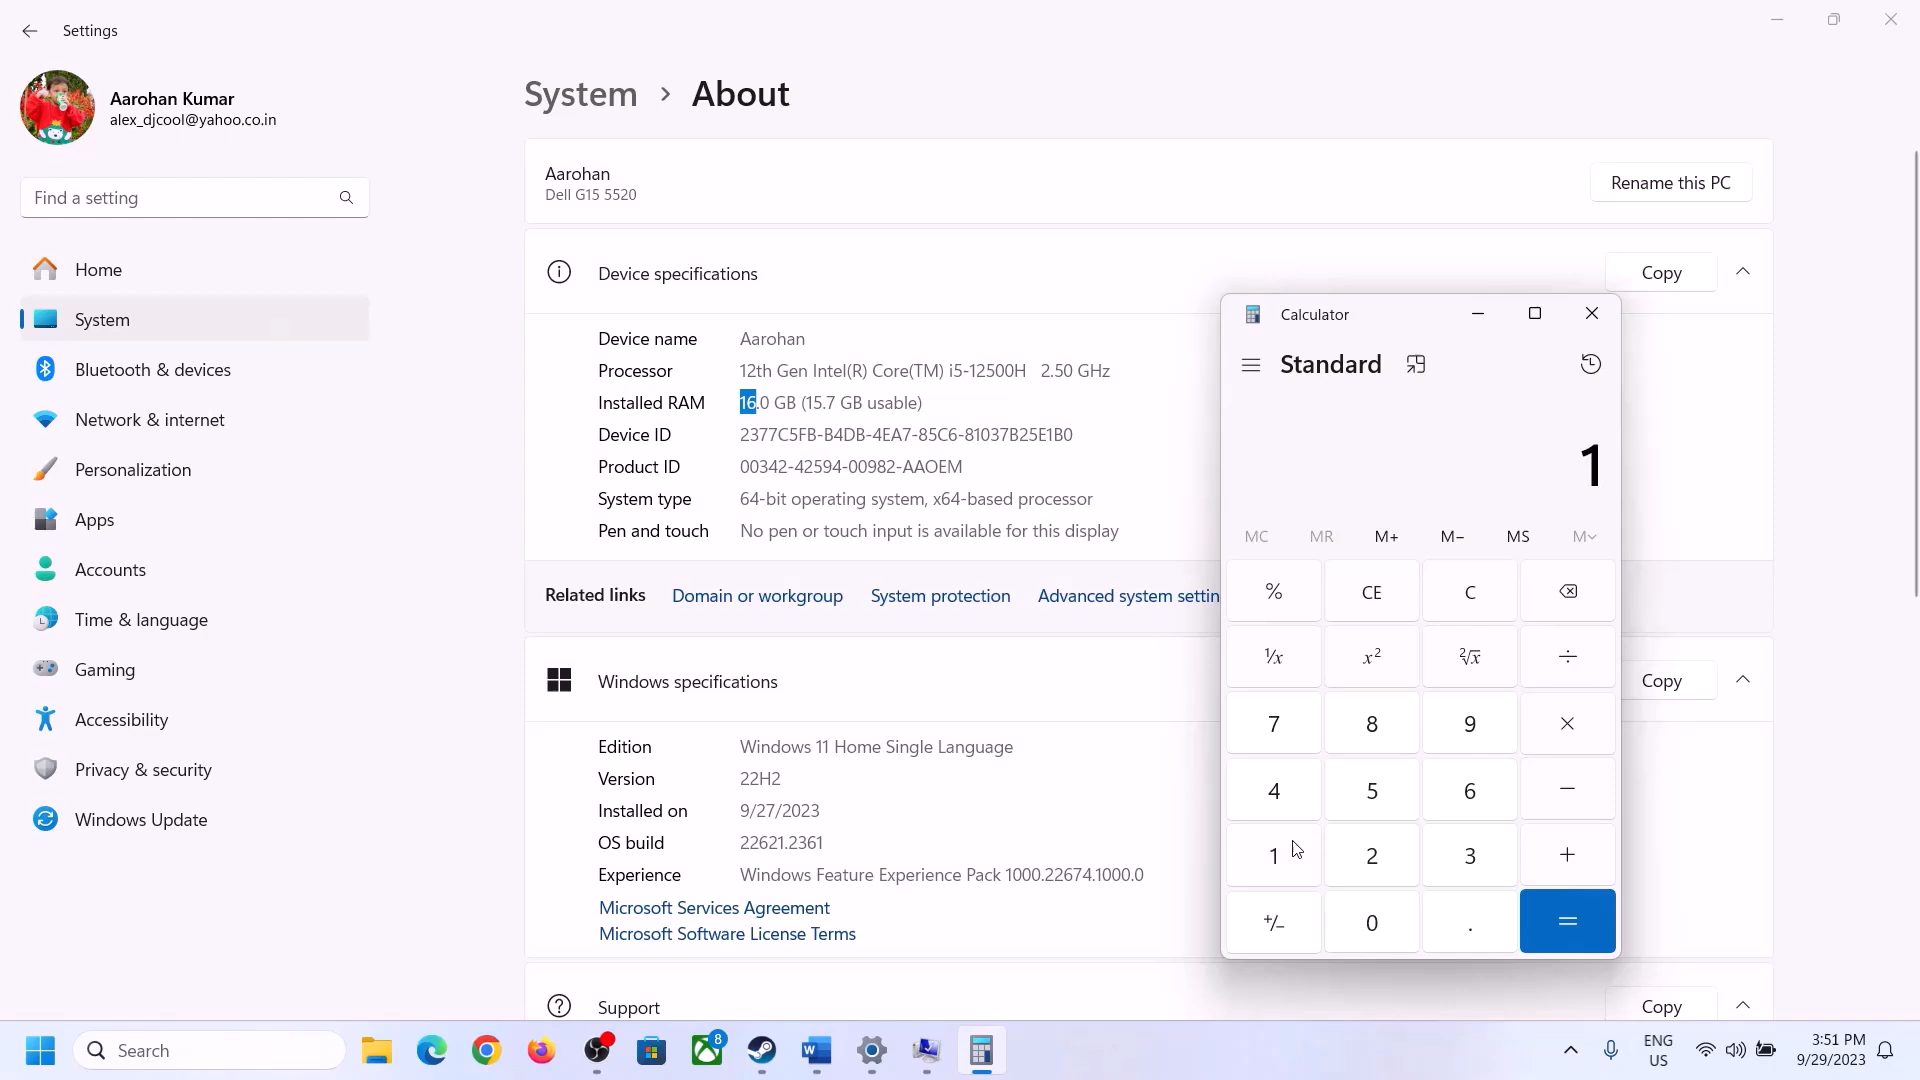 Settings
Aarohan Kumar
alex_djcool@yahoo.co.in
Find a setting
Home
System
Bluetooth & devices
Network & internet
Personalization
Apps
Accounts
Time & language
Gaming
Accessibility
Privacy & security
Windows Update
System > About
Aarohan
Dell G15 5520
Rename this PC
Device specifications
Copy
Device name Aarohan
Processor 12th Gen Intel(R) Core(TM) i5-12500H 2.50 GHz
Installed RAM 16.0 GB (15.7 GB usable)
Device ID 2377C5FB-B4DB-4EA7-85C6-81037B25E1B0
Product ID 00342-42594-00982-AAOEM
System type 64-bit operating system, x64-based processor
Pen and touch No pen or touch input is available for this display
Related links Domain or workgroup System protection Advanced system settin
Windows specifications
Copy
Edition Windows 11 Home Single Language
Version 22H2
Installed on 9/27/2023
OS build 22621.2361
Experience Windows Feature Experience Pack 1000.22674.1000.0
Microsoft Services Agreement
Microsoft Software License Terms
Support
Copy
Calculator
Standard
1
MC MR M+ M− MS M˅
% CE C
¹/x x² ²√x ÷
7 8 9 ×
4 5 6 −
1 2 3 +
+/− 0 . =
Search
8
W
ENG
US
3:51 PM
9/29/2023